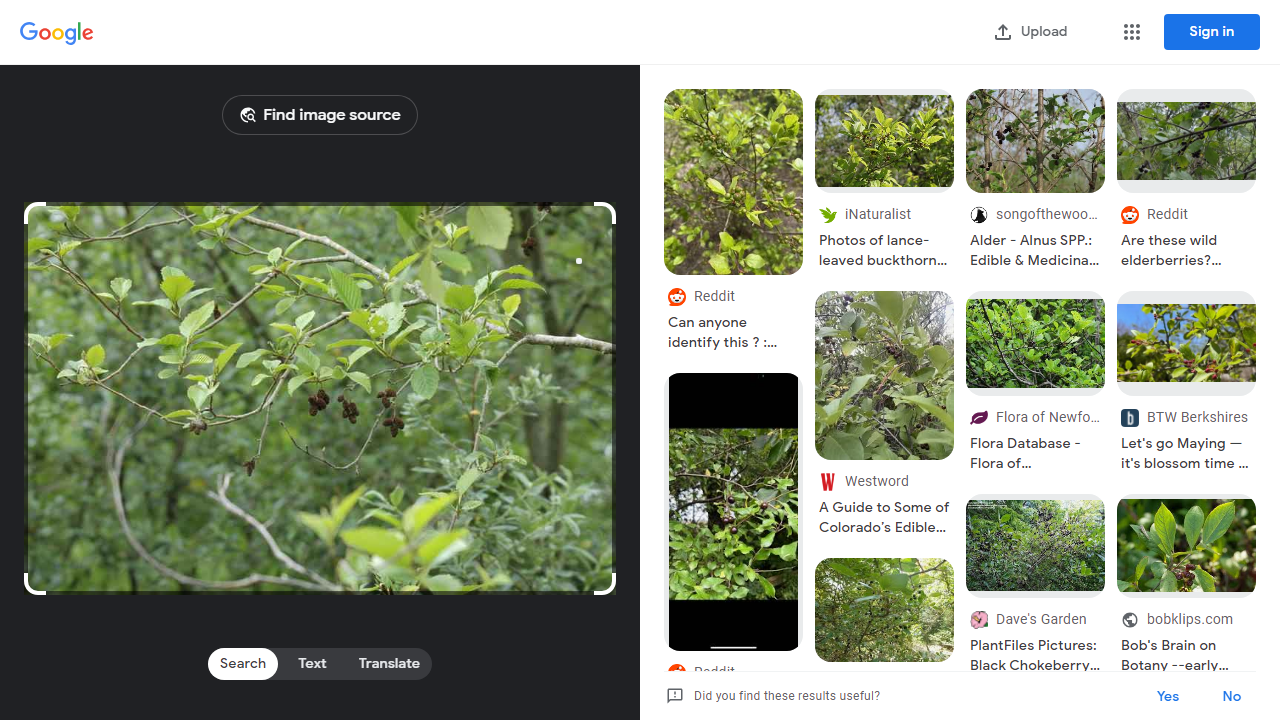 Google
Upload
Sign in
Find image source
Search
Text
Translate
Reddit
Can anyone
identify this ? :...
Reddit
iNaturalist
Photos of lance-
leaved buckthorn...
Westword
A Guide to Some of
Colorado's Edible...
songofthewoo...
Alder - Alnus SPP.:
Edible & Medicina...
Flora of Newfo...
Flora Database -
Flora of...
Dave's Garden
PlantFiles Pictures:
Black Chokeberry...
Reddit
Are these wild
elderberries?...
BTW Berkshires
Let's go Maying —
it's blossom time ...
bobklips.com
Bob's Brain on
Botany --early...
Did you find these results useful?
Yes
No